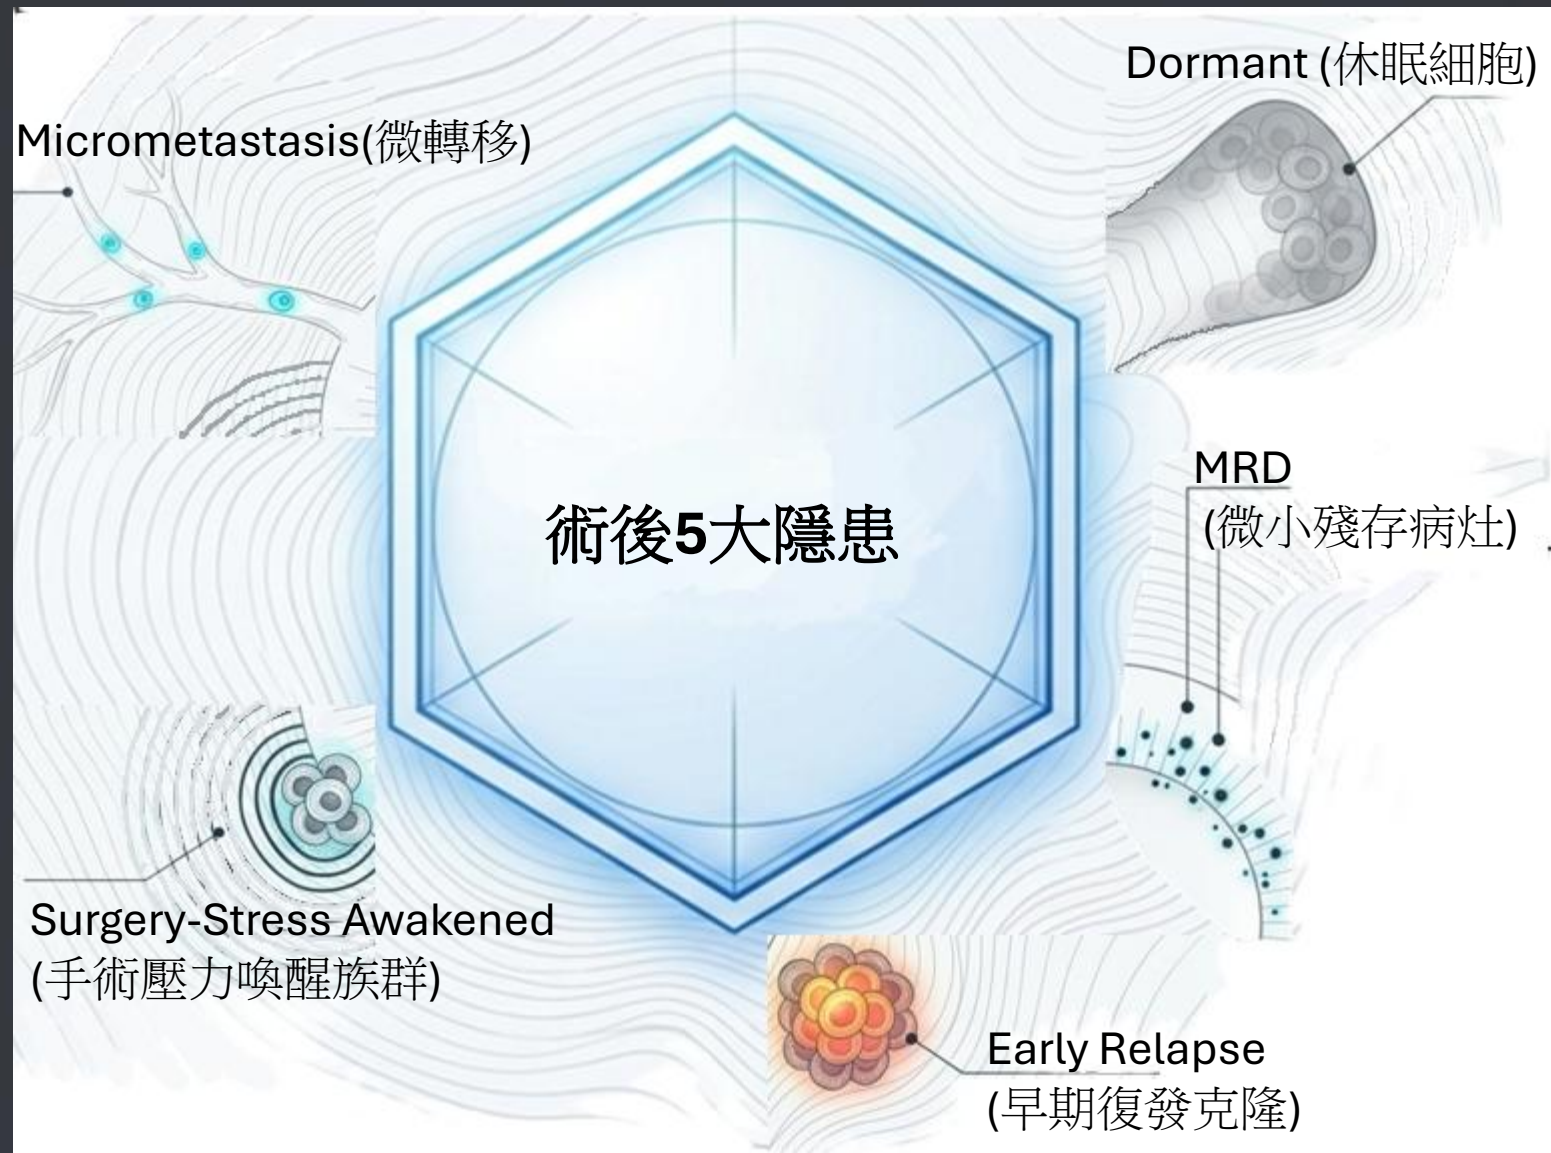 Dormant (休眠細胞)
Micrometastasis(微轉移)
MRD
(微小殘存病灶)
術後5大隱患
Surgery-Stress Awakened
(手術壓力喚醒族群)
Early Relapse
(早期復發克隆)